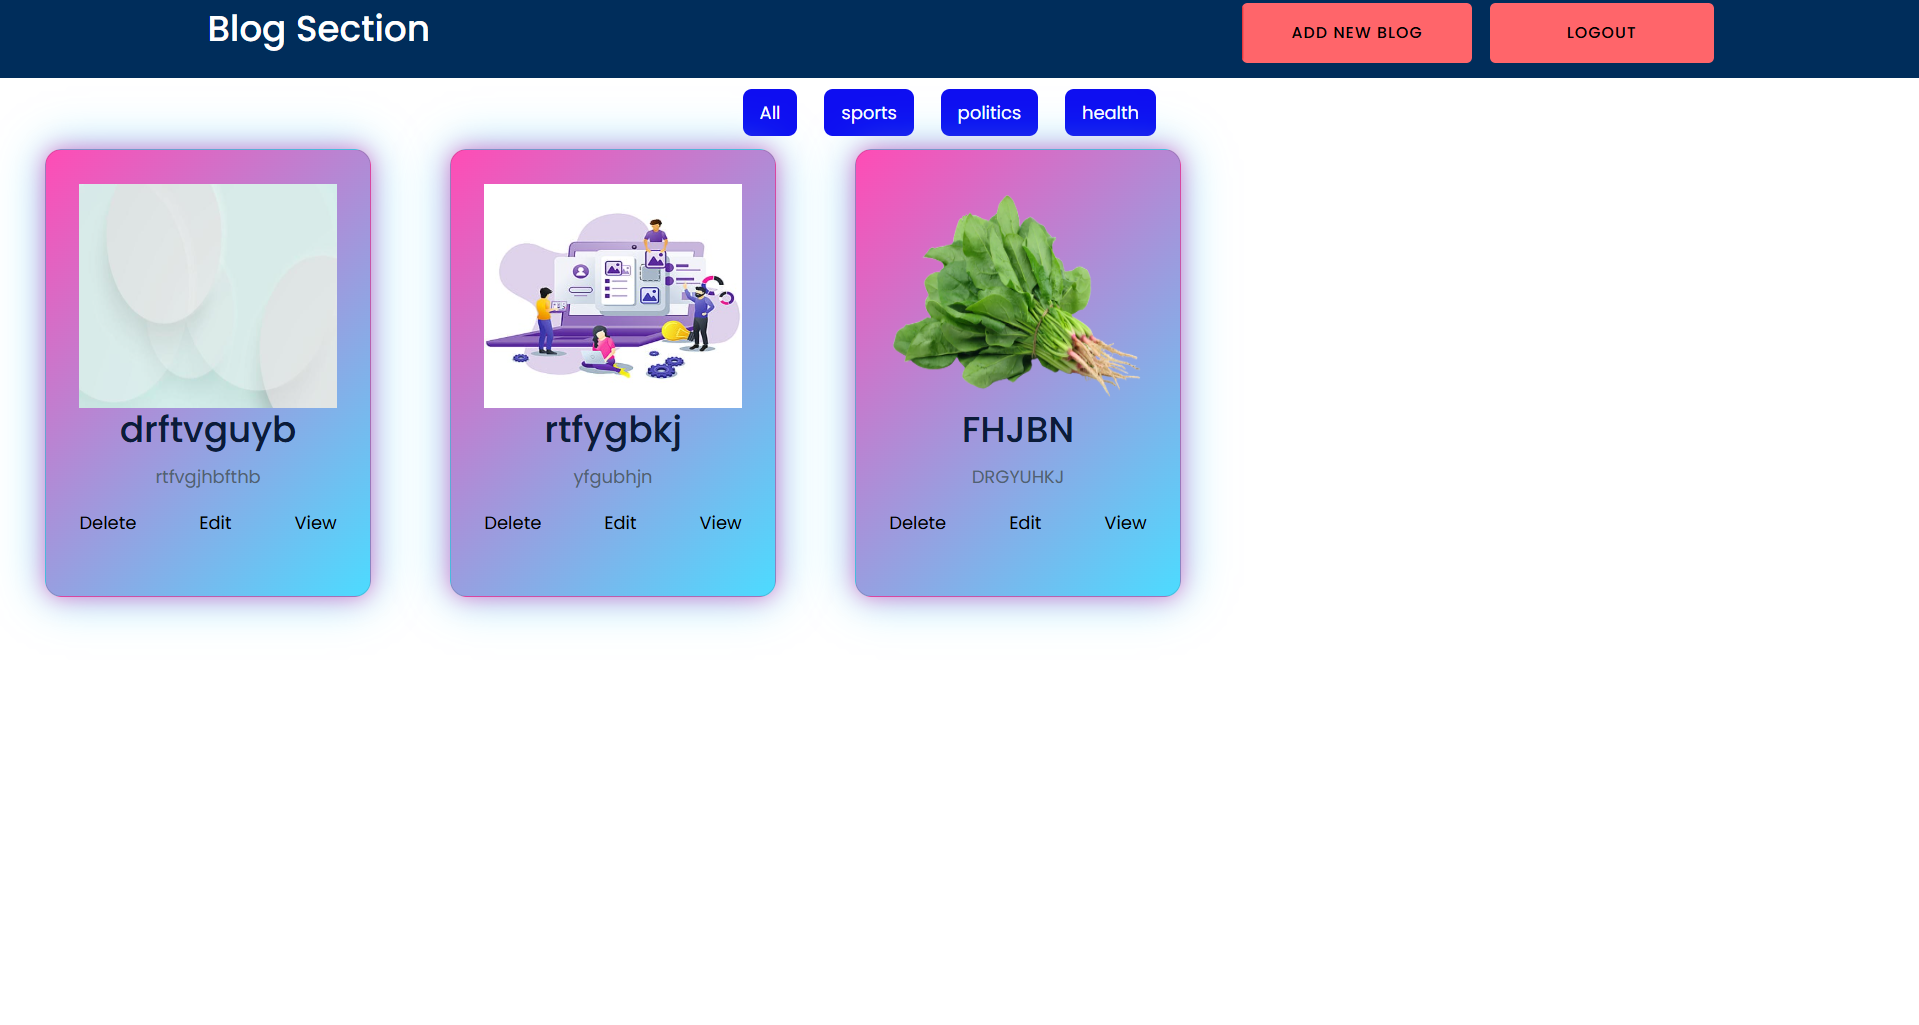 Blog Section
ADD NEW BLOG
LOGOUT
All
sports
politics
health
drftvguyb
rtfvgjhbfthb
Delete
Edit
View
rtfygbkj
yfgubhjn
Delete
Edit
View
FHJBN
DRGYUHKJ
Delete
Edit
View